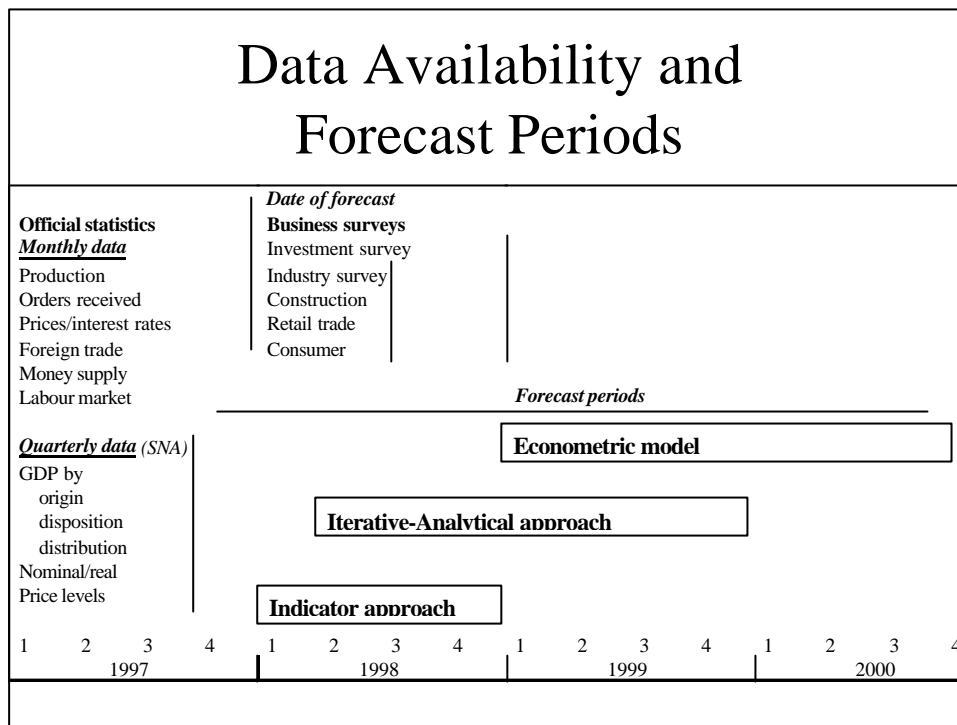 Data Availability and
Forecast Periods
Official statistics
Monthly data
Production
Orders received
Prices/interest rates
Foreign trade
Money supply
Labour market
Date of forecast
Business surveys
Investment survey
Industry survey
Construction
Retail trade
Consumer
Forecast periods
Quarterly data (SNA)
GDP by
origin
disposition
distribution
Nominal/real
Price levels
Econometric model
Iterative-Analytical approach
Indicator approach
1 2 3 4 1 2 3 4 1 2 3 4 1 2 3 4
1997 1998 1999 2000